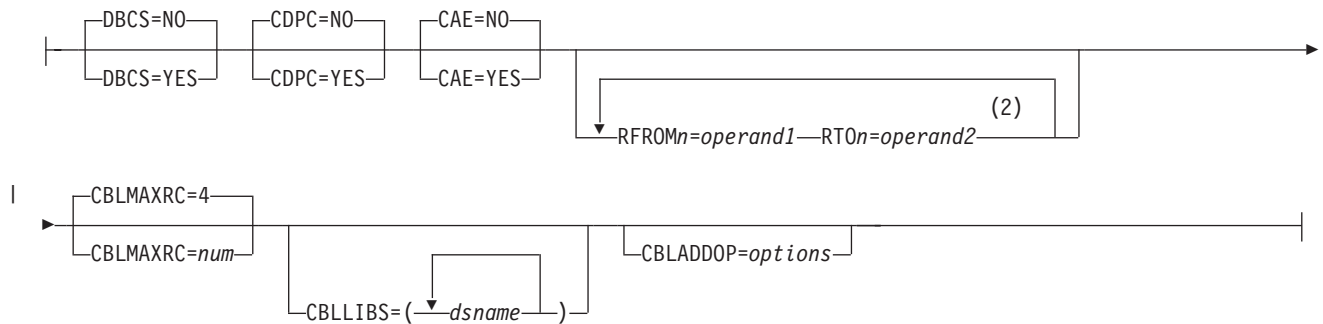 DBCS=NO CDPC=NO CAE=NO
DBCS=YES CDPC=YES CAE=YES
(2)
RFROMn=operand1 RTOn=operand2
| CBLMAXRC=4
CBLMAXRC=num CBLADDOP=options
CBLLIBS=( dsname )